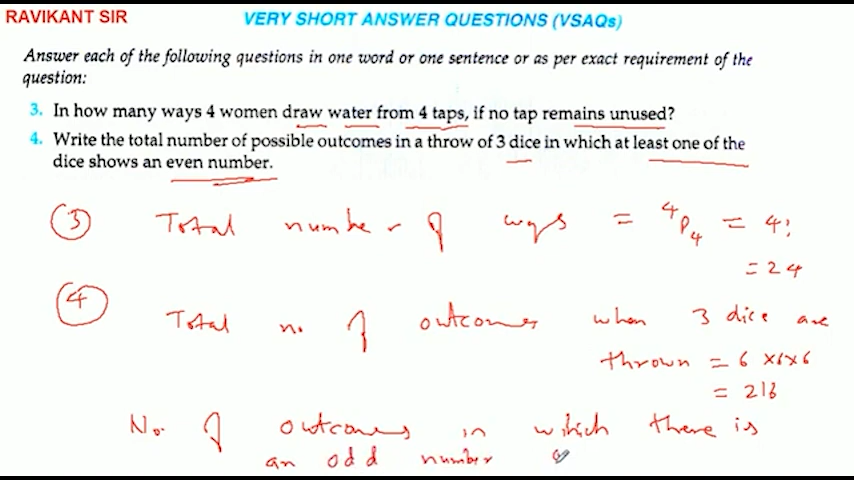 RAVIKANT SIR
VERY SHORT ANSWER QUESTIONS (VSAQs)
Answer each of the following questions in one word or one sentence or as per exact requirement of the
question:
3. In how many ways 4 women draw water from 4 taps, if no tap remains unused?
4. Write the total number of possible outcomes in a throw of 3 dice in which at least one of the
dice shows an even number.
③ Total number of ways = ⁴P₄ = 4!
= 24
④ Total no. of outcomes when 3 dice are
thrown = 6 × 6 × 6
= 216
No. of outcomes in which there is
an odd number